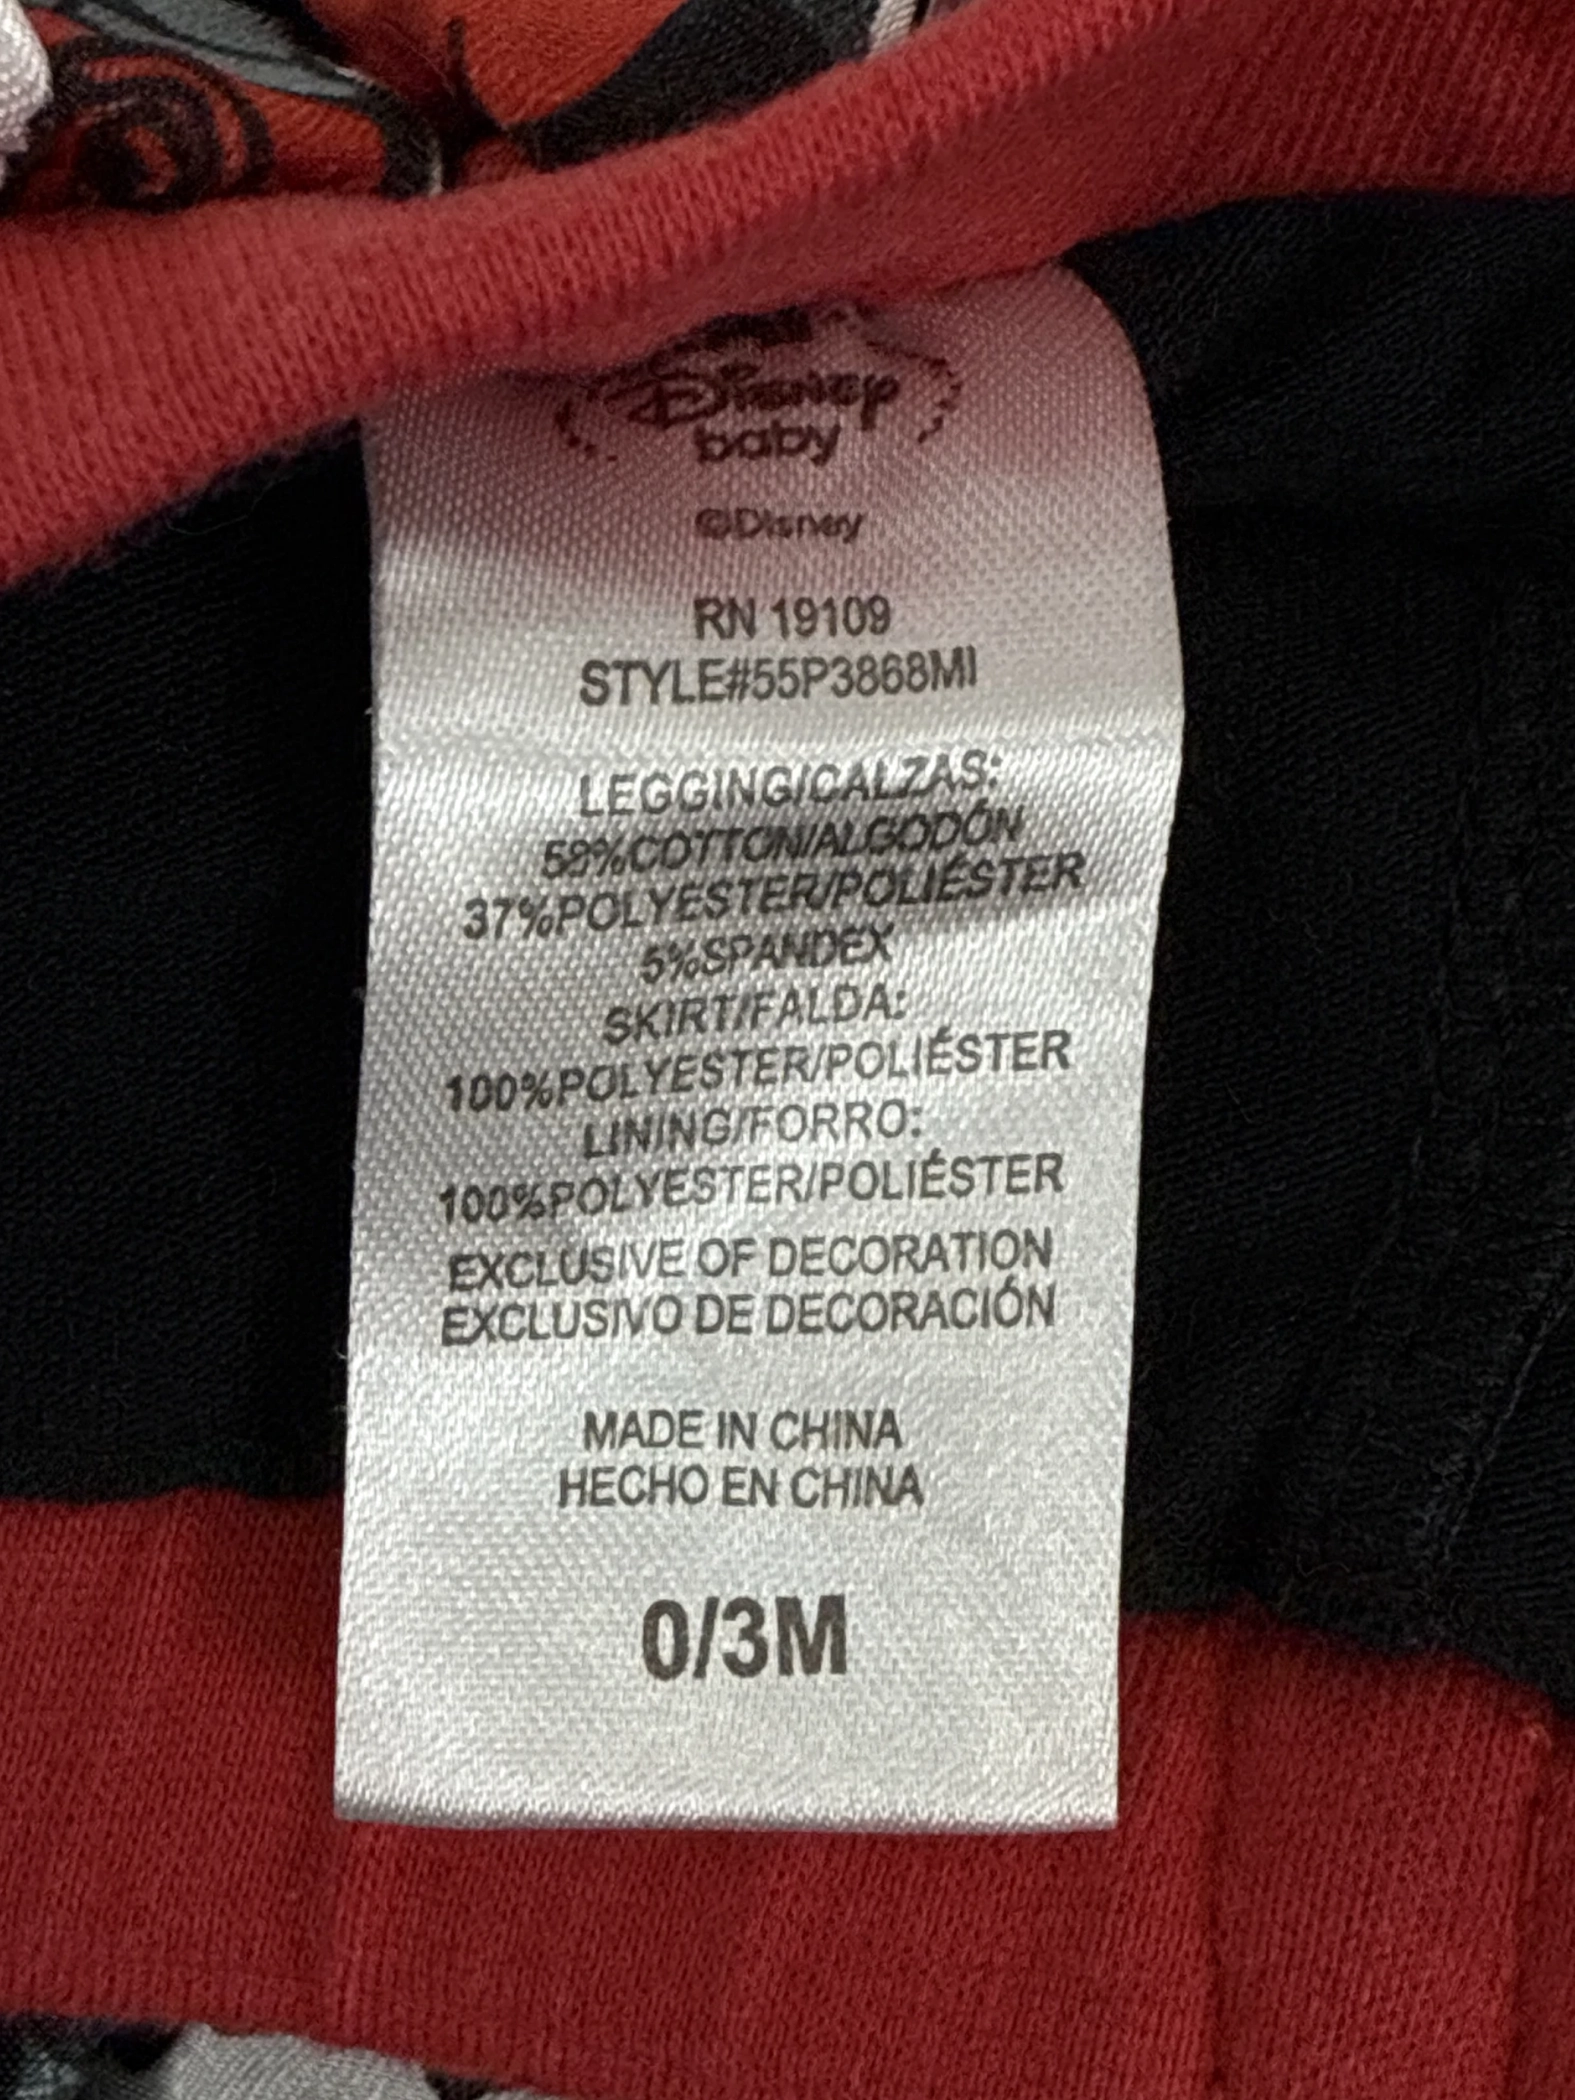 Disney
baby
©Disney
RN 19109
STYLE#55P3868MI
LEGGING/CALZAS:
58%COTTON/ALGODÓN
37%POLYESTER/POLIÉSTER
5%SPANDEX
SKIRT/FALDA:
100%POLYESTER/POLIÉSTER
LINING/FORRO:
100%POLYESTER/POLIÉSTER
EXCLUSIVE OF DECORATION
EXCLUSIVO DE DECORACIÓN
MADE IN CHINA
HECHO EN CHINA
0/3M